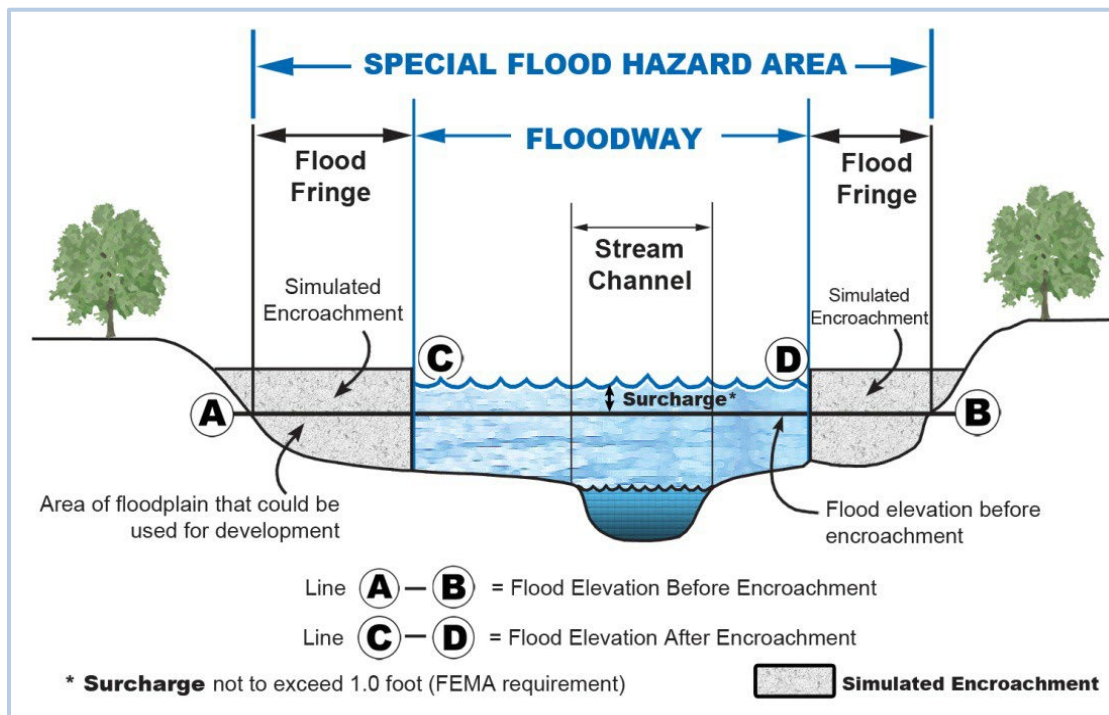 SPECIAL FLOOD HAZARD AREA
Flood
Fringe
FLOODWAY
Flood
Fringe
Stream
Channel
Simulated
Encroachment
Simulated
Encroachment
C
D
Surcharge*
A
B
Area of floodplain that could be
used for development
Flood elevation before
encroachment
Line A – B = Flood Elevation Before Encroachment
Line C – D = Flood Elevation After Encroachment
* Surcharge not to exceed 1.0 foot (FEMA requirement)
Simulated Encroachment